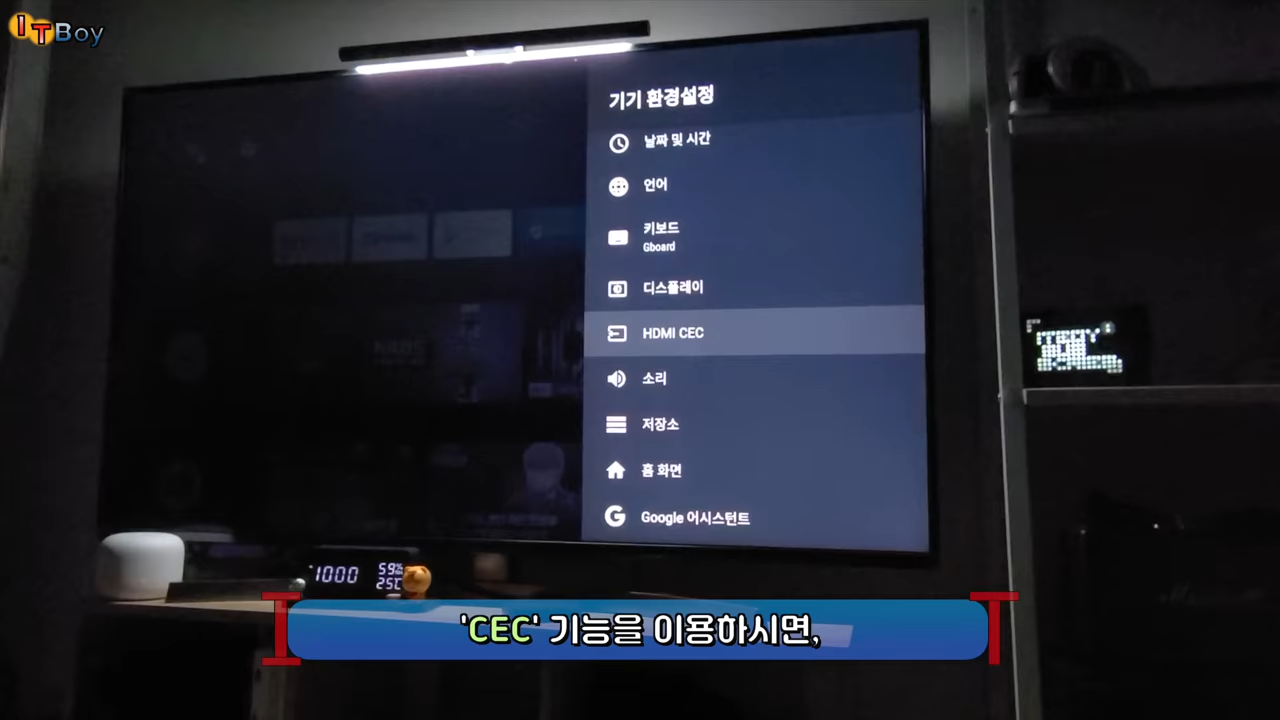 ITBoy
기기 환경설정
날짜 및 시간
언어
키보드
Gboard
디스플레이
HDMI CEC
소리
저장소
홈 화면
Google 어시스턴트
1000
59%
25℃
'CEC' 기능을 이용하시면,